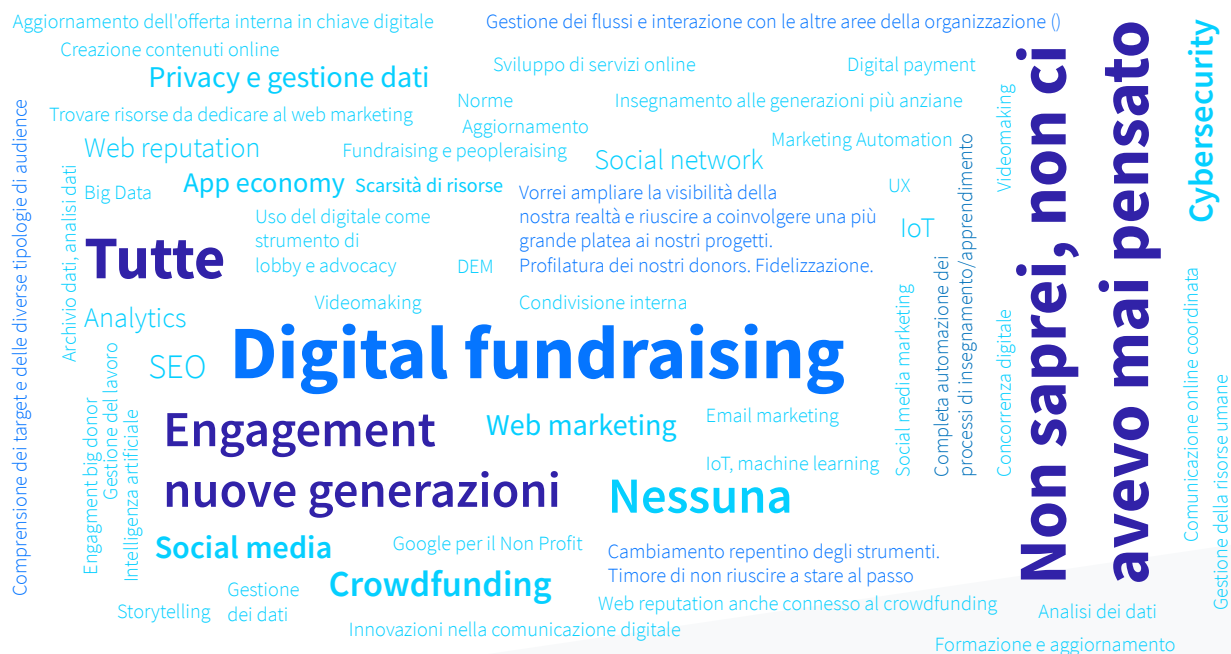 Aggiornamento dell'offerta interna in chiave digitale
Gestione dei flussi e interazione con le altre aree della organizzazione ()
Creazione contenuti online
Privacy e gestione dati
Sviluppo di servizi online
Digital payment
Trovare risorse da dedicare al web marketing
Norme
Aggiornamento
Insegnamento alle generazioni più anziane
Web reputation
Fundraising e peopleraising
Social network
Marketing Automation
Videomaking
Big Data
App economy
Scarsità di risorse
UX
IoT
Vorrei ampliare la visibilità della
nostra realtà e riuscire a coinvolgere una più
grande platea ai nostri progetti.
Profilatura dei nostri donors. Fidelizzazione.
Uso del digitale come
strumento di
lobby e advocacy
DEM
Tutte
Videomaking
Condivisione interna
Analytics
SEO
Digital fundraising
Engagement
nuove generazioni
Web marketing
Email marketing
IoT, machine learning
Nessuna
Social media
Google per il Non Profit
Crowdfunding
Cambiamento repentino degli strumenti.
Timore di non riuscire a stare al passo
Gestione
dei dati
Storytelling
Web reputation anche connesso al crowdfunding
Innovazioni nella comunicazione digitale
Analisi dei dati
Formazione e aggiornamento
Comprensione dei target e delle diverse tipologie di audience
Archivio dati, analisi dati
Engagment big donor
Gestione del lavoro
Intelligenza artificiale
Social media marketing
Completa automazione dei
processi di insegnamento/apprendimento
Concorrenza digitale
Non saprei, non ci
avevo mai pensato
Cybersecurity
Comunicazione online coordinata
Gestione della risorse umane